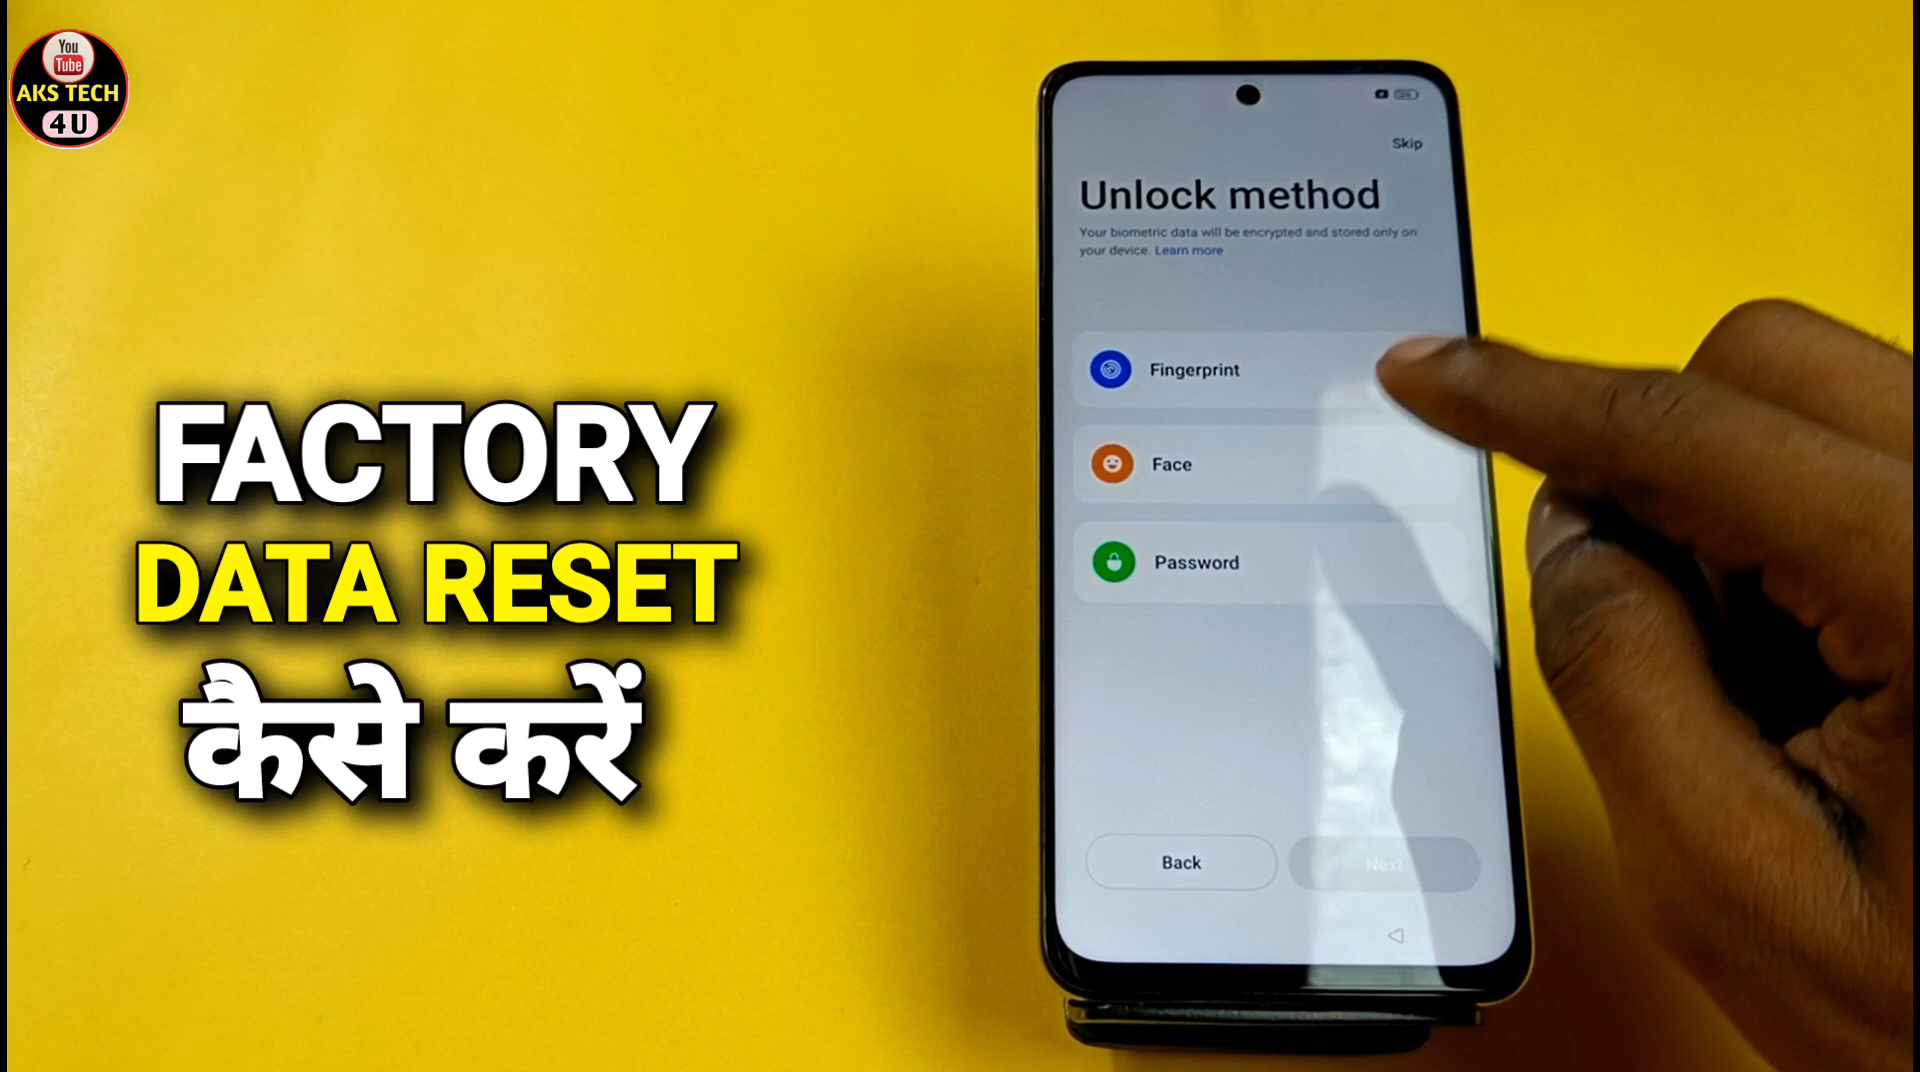 You
Tube
AKS TECH
4U
FACTORY
DATA RESET
कैसे करें
Skip
Unlock method
Your biometric data will be encrypted and stored only on
your device. Learn more
Fingerprint
Face
Password
Back
Next